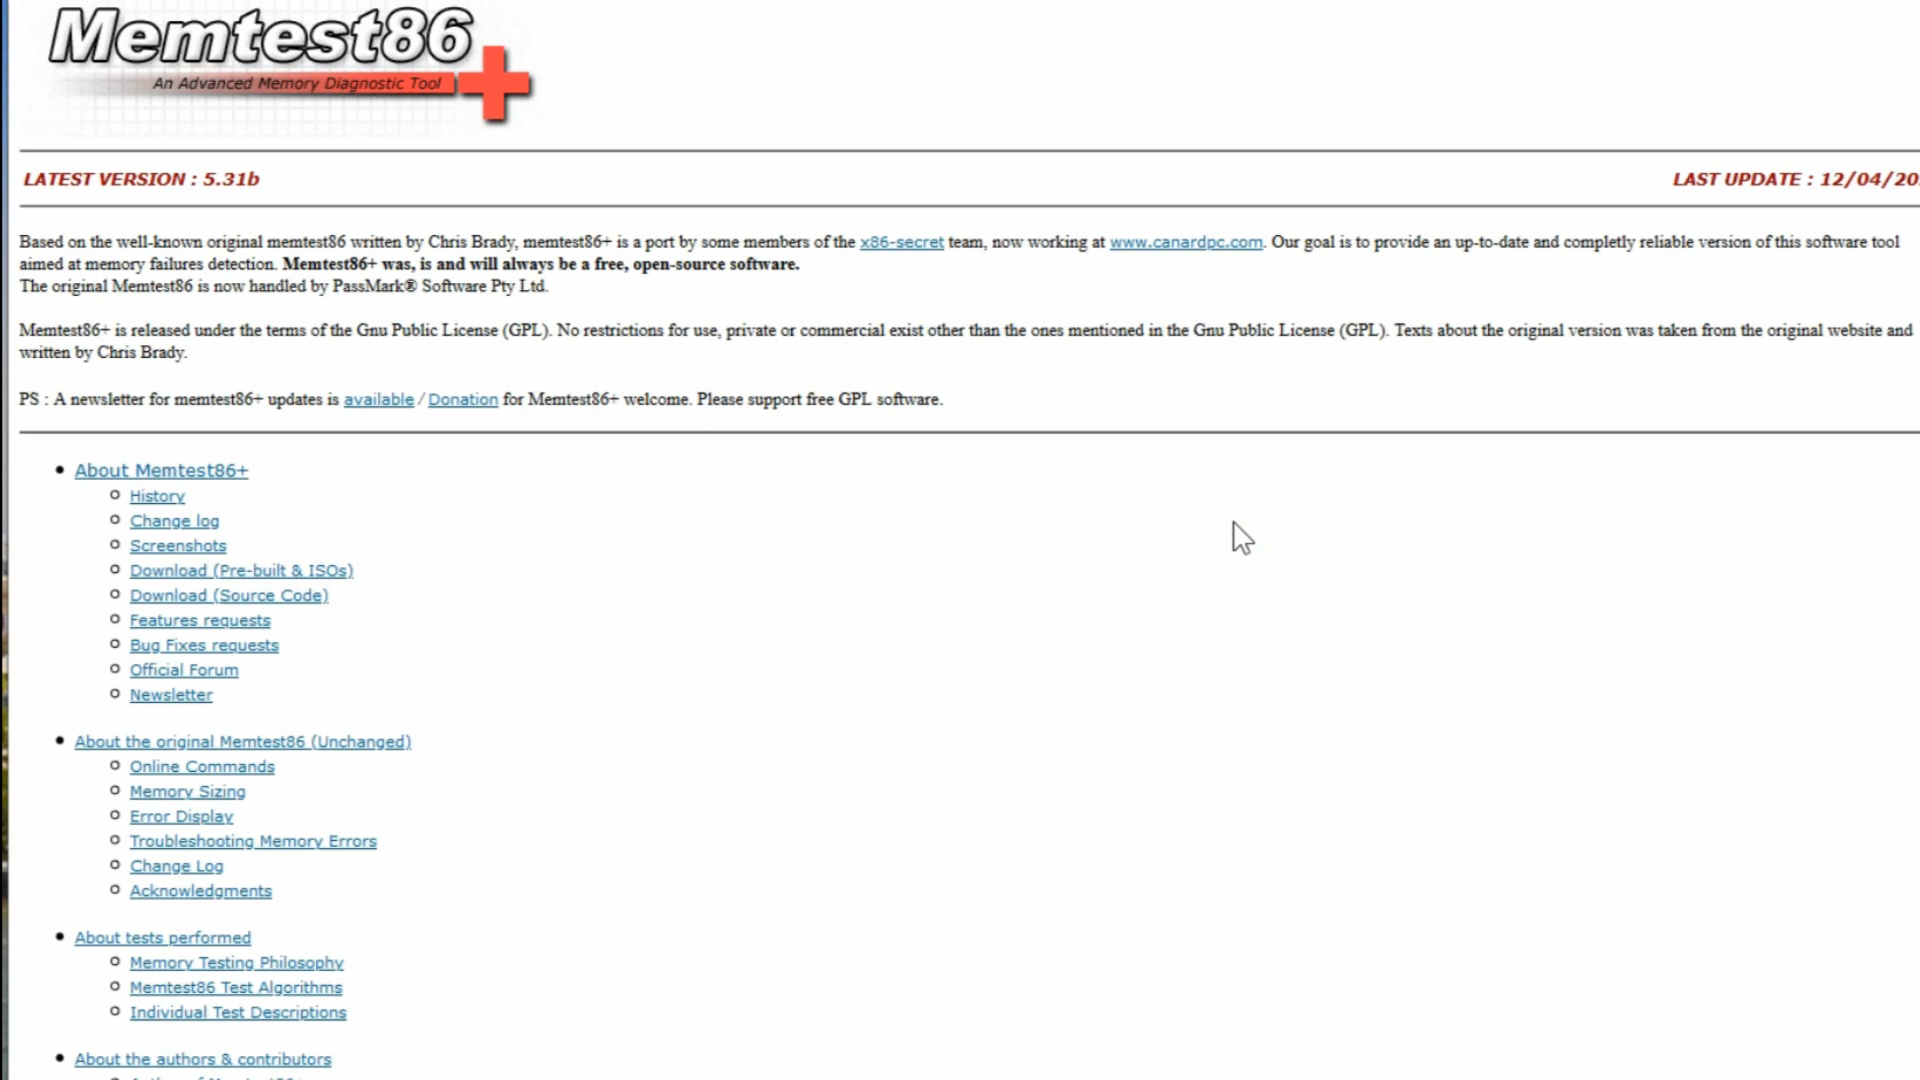 Memtest86
An Advanced Memory Diagnostic Tool
LATEST VERSION : 5.31b
LAST UPDATE : 12/04/20
Based on the well-known original memtest86 written by Chris Brady, memtest86+ is a port by some members of the x86-secret team, now working at www.canardpc.com. Our goal is to provide an up-to-date and completly reliable version of this software tool
aimed at memory failures detection. Memtest86+ was, is and will always be a free, open-source software.
The original Memtest86 is now handled by PassMark® Software Pty Ltd.
Memtest86+ is released under the terms of the Gnu Public License (GPL). No restrictions for use, private or commercial exist other than the ones mentioned in the Gnu Public License (GPL). Texts about the original version was taken from the original website and
written by Chris Brady.
PS : A newsletter for memtest86+ updates is available / Donation for Memtest86+ welcome. Please support free GPL software.
About Memtest86+
History
Change log
Screenshots
Download (Pre-built & ISOs)
Download (Source Code)
Features requests
Bug Fixes requests
Official Forum
Newsletter
About the original Memtest86 (Unchanged)
Online Commands
Memory Sizing
Error Display
Troubleshooting Memory Errors
Change Log
Acknowledgments
About tests performed
Memory Testing Philosophy
Memtest86 Test Algorithms
Individual Test Descriptions
About the authors & contributors